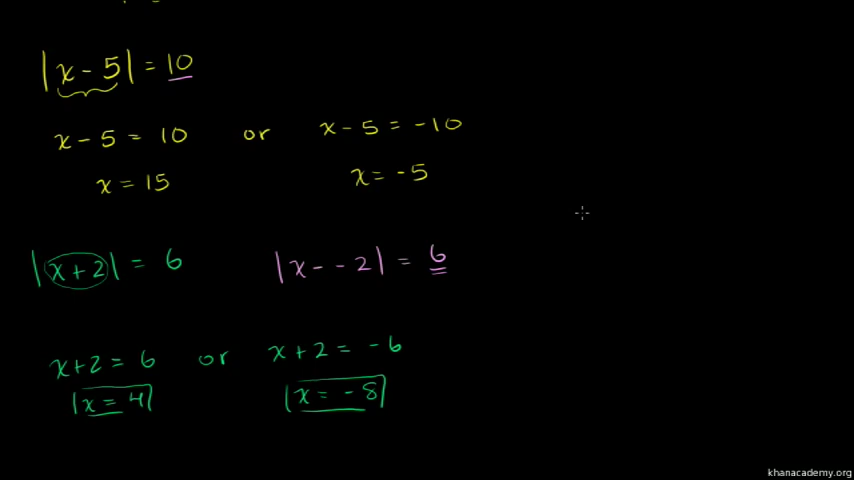 |x - 5| = 10
x - 5 = 10 or x - 5 = -10
x = 15 x = -5
|x + 2| = 6 |x - - 2| = 6
x + 2 = 6 or x + 2 = -6
x = 4 x = -8
khanacademy.org